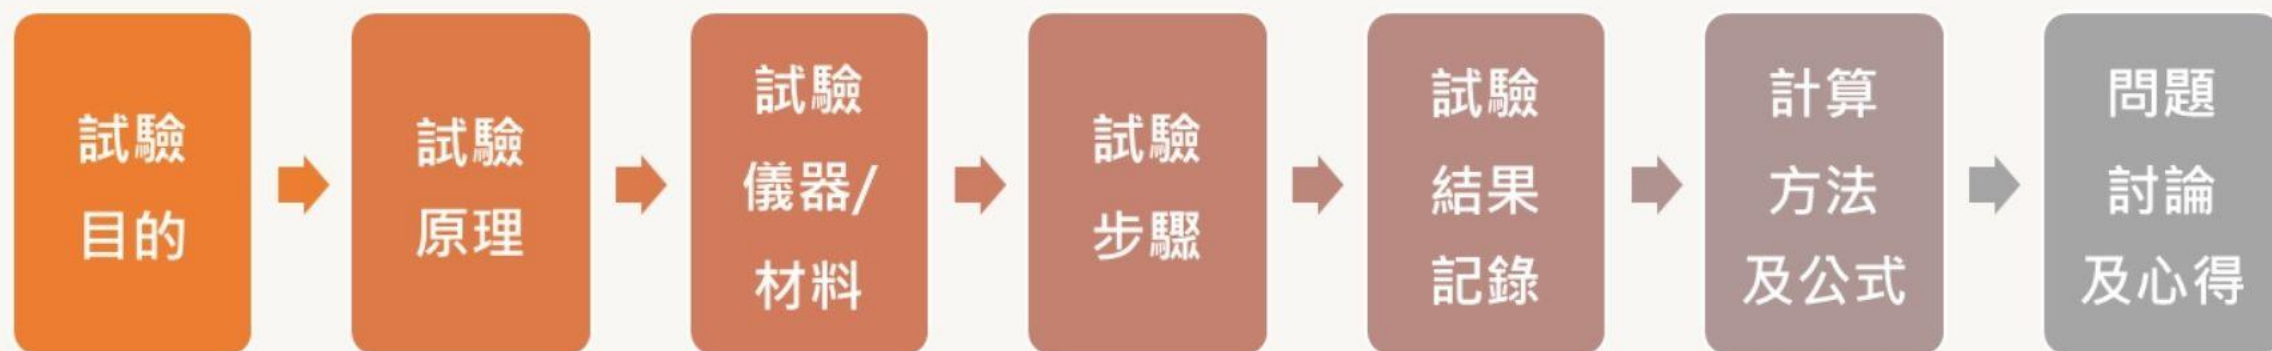 試驗
目的
試驗
原理
試驗
儀器/
材料
試驗
步驟
試驗
結果
記錄
計算
方法
及公式
問題
討論
及心得